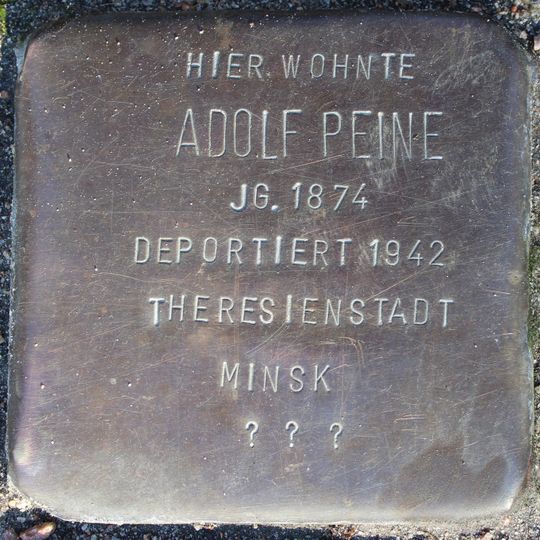 HIER WOHNTE
ADOLF PEINE
JG. 1874
DEPORTIERT 1942
THERESIENSTADT
MINSK
? ? ?